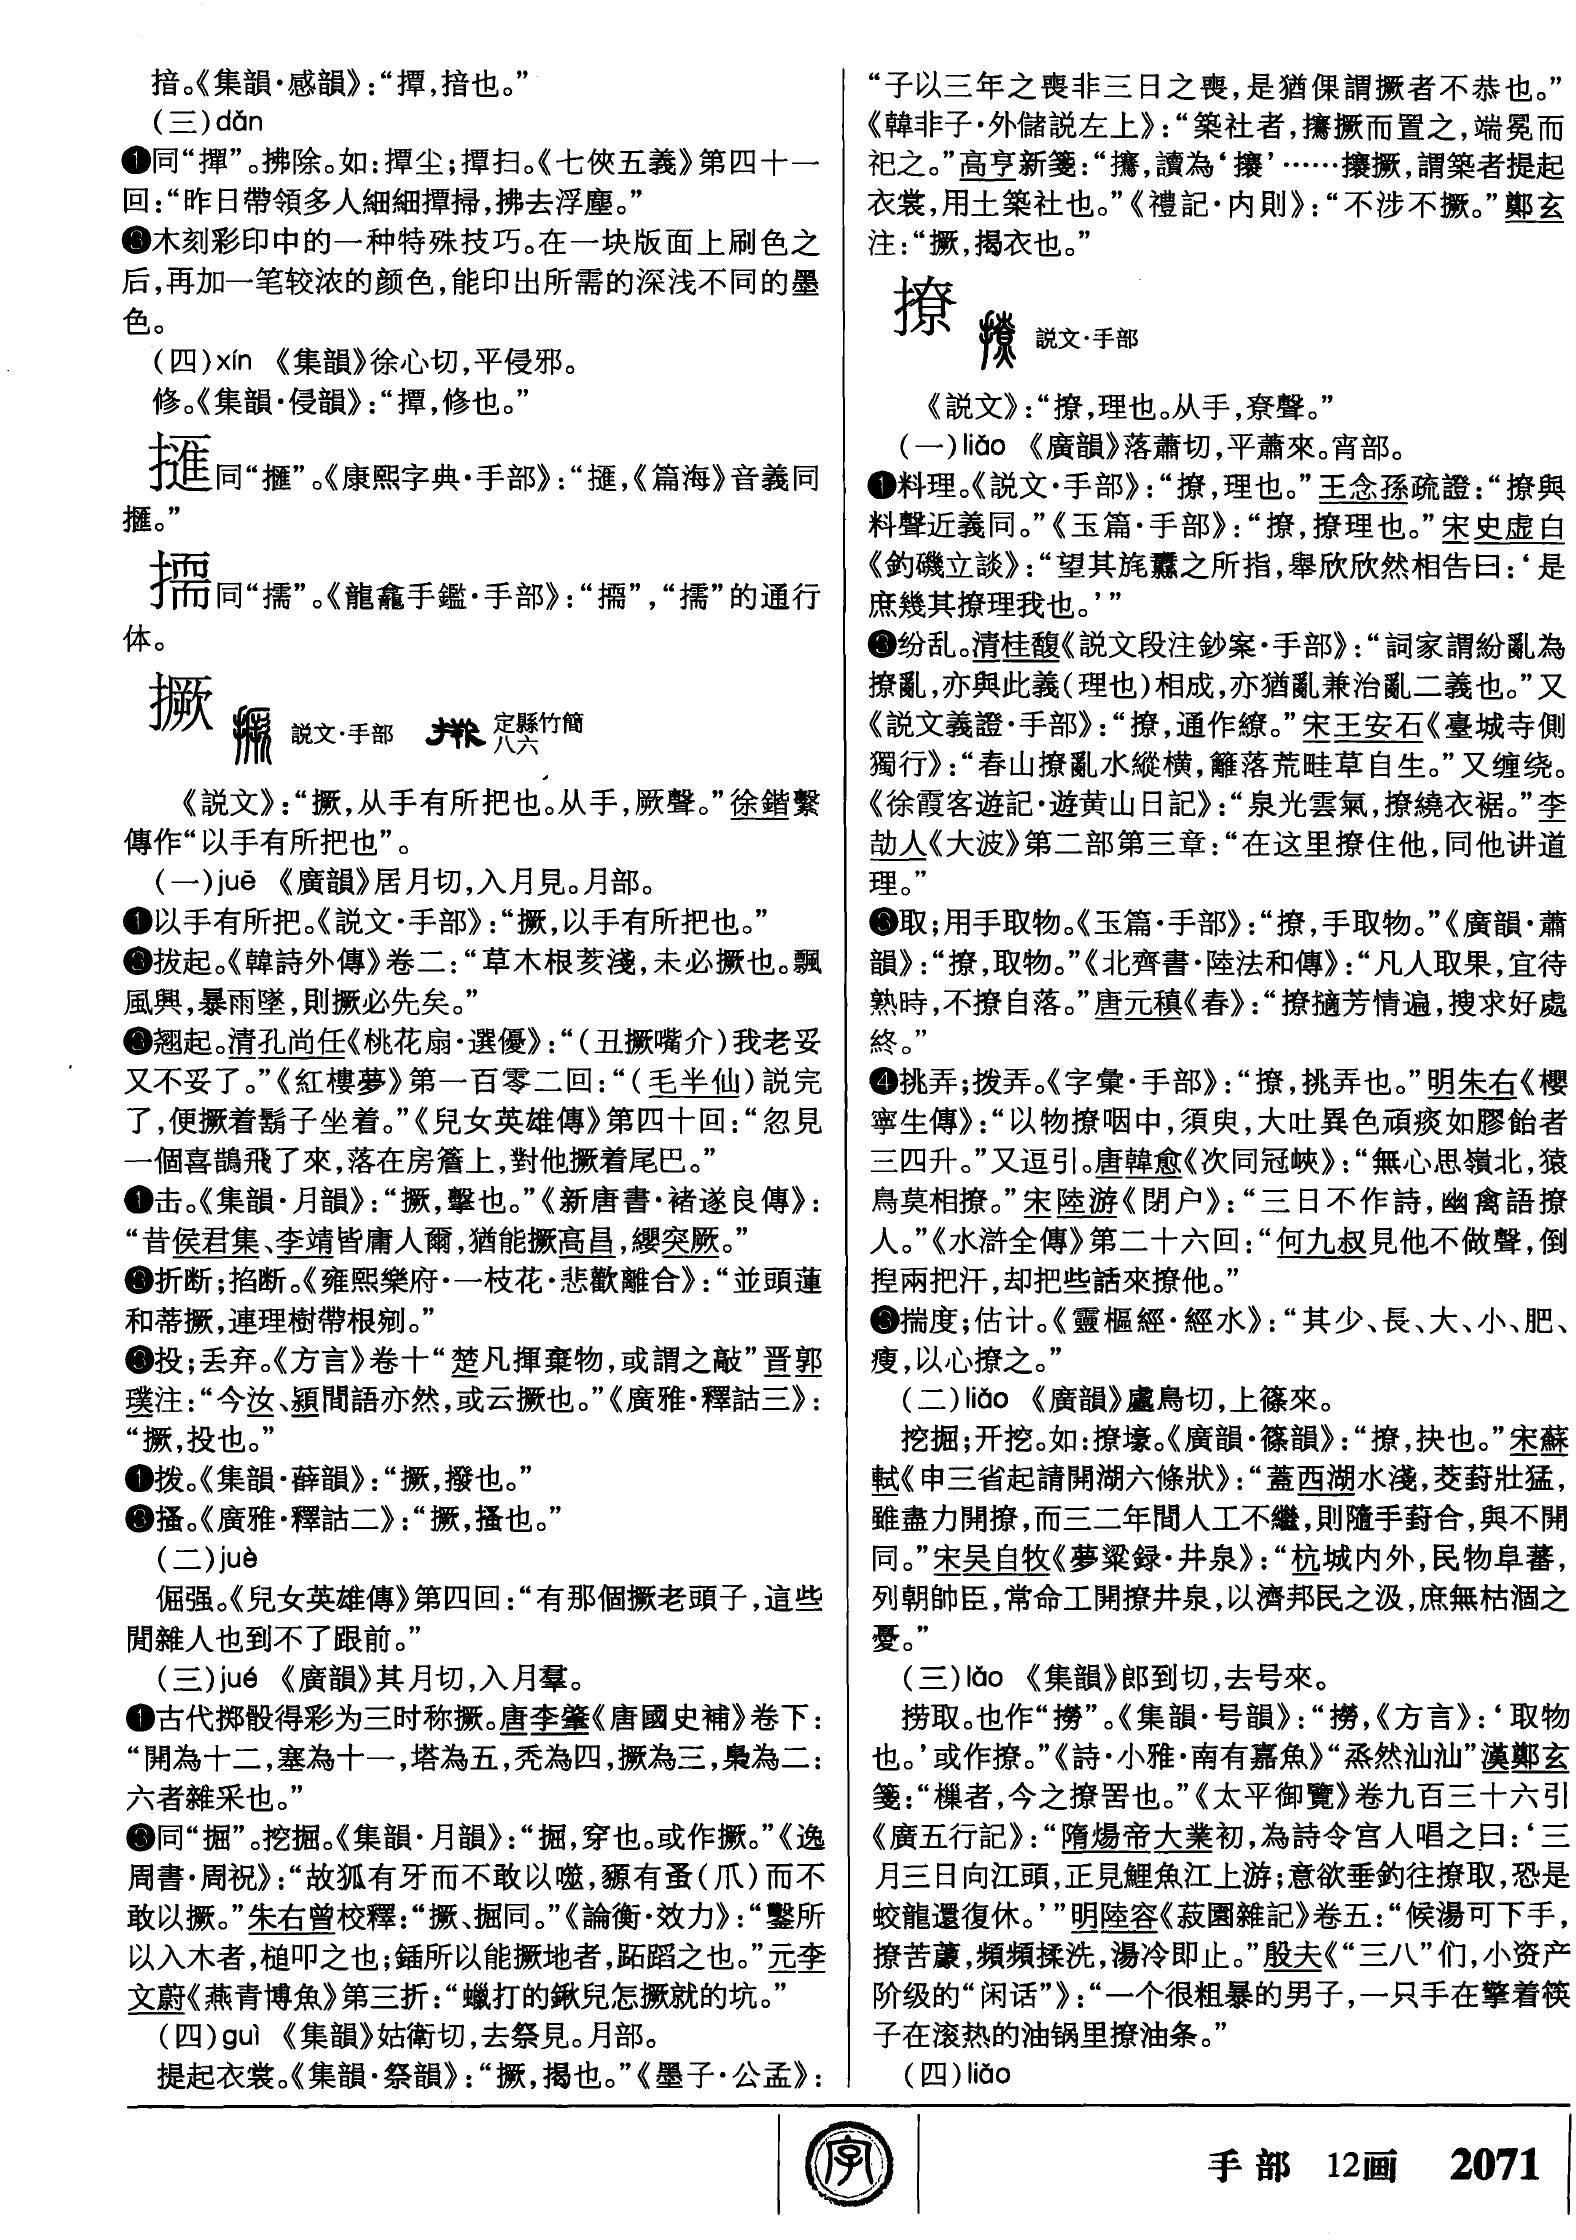 揞。《集韻·感韻》：“撢，揞也。”
（三）dǎn
❶同“撣”。拂除。如：撢尘；撢扫。《七俠五義》第四十一
回：“昨日帶領多人細細撢掃，拂去浮塵。”
❷木刻彩印中的一种特殊技巧。在一块版面上刷色之
后，再加一笔较浓的颜色，能印出所需的深浅不同的墨
色。
（四）xín 《集韻》徐心切，平侵邪。
修。《集韻·侵韻》：“撢，修也。”
同“摧”。《康熙字典·手部》：“，《篇海》音義同
“
同“擩”。《龍龕手鑑·手部》：“”，“擩”的通行
体。
撅 説文·手部 定縣竹簡
八六
《説文》：“撅，从手有所把也。从手，厥聲。”徐鍇繫
傳作“以手有所把也”。
（一）juē 《廣韻》居月切，入月見。月部。
❶以手有所把。《説文·手部》：“撅，以手有所把也。”
❷拔起。《韓詩外傳》卷二：“草木根荄淺，未必撅也。飄
風興，暴雨墜，則撅必先矣。”
❸翘起。清孔尚任《桃花扇·選優》：“（丑撅嘴介）我老妥
又不妥了。”《紅樓夢》第一百零二回：“（毛半仙）説完
了，便撅着鬍子坐着。”《兒女英雄傳》第四十回：“忽見
一個喜鵲飛了來，落在房簷上，對他撅着尾巴。”
❶击。《集韻·月韻》：“撅，擊也。”《新唐書·褚遂良傳》：
“昔侯君集、李靖皆庸人爾，猶能撅高昌，纓突厥。”
❷折断；掐断。《雍熙樂府·一枝花·悲歡離合》：“並頭蓮
和蒂撅，連理樹帶根剜。”
❸投；丢弃。《方言》卷十“楚凡揮棄物，或謂之敲”晋郭
璞注：“今汝、潁間語亦然，或云撅也。”《廣雅·釋詁三》：
“撅，投也。”
❶拨。《集韻·薛韻》：“撅，撥也。”
❸搔。《廣雅·釋詁二》：“撅，搔也。”
（二）juè
倔强。《兒女英雄傳》第四回：“有那個撅老頭子，這些
閒雜人也到不了跟前。”
（三）jué 《廣韻》其月切，入月羣。
❶古代掷骰得彩为三时称撅。唐李肇《唐國史補》卷下：
“開為十二，塞為十一，塔為五，秃為四，撅為三，梟為二：
六者雜采也。”
❷同“掘”。挖掘。《集韻·月韻》：“掘，穿也。或作撅。”《逸
周書·周祝》：“故狐有牙而不敢以噬，獂有蚤（爪）而不
敢以撅。”朱右曾校釋：“撅、掘同。”《論衡·效力》：“鑿所
以入木者，槌叩之也；鍤所以能撅地者，跖蹈之也。”元李
文蔚《燕青博魚》第三折：“蠟打的鍬兒怎撅就的坑。”
（四）guì 《集韻》姑衛切，去祭見。月部。
提起衣裳。《集韻·祭韻》：“撅，揭也。”《墨子·公孟》：
“子以三年之喪非三日之喪，是猶倮謂撅者不恭也。”
《韓非子·外儲説左上》：“築社者，攐撅而置之，端冕而
祀之。”高亨新箋：“攐，讀為‘攘’……攘撅，謂築者提起
衣裳，用土築社也。”《禮記·内則》：“不涉不撅。”鄭玄
注：“撅，揭衣也。”
撩 説文·手部
《説文》：“撩，理也。从手，尞聲。”
（一）liáo 《廣韻》落蕭切，平蕭來。宵部。
❶料理。《説文·手部》：“撩，理也。”王念孫疏證：“撩與
料聲近義同。”《玉篇·手部》：“撩，撩理也。”宋史虚白
《釣磯立談》：“望其旄纛之所指，舉欣欣然相告曰：‘是
庶幾其撩理我也。’”
❷纷乱。清桂馥《説文段注鈔案·手部》：“詞家謂紛亂為
撩亂，亦與此義（理也）相成，亦猶亂兼治亂二義也。”又
《説文義證·手部》：“撩，通作繚。”宋王安石《臺城寺側
獨行》：“春山撩亂水縱横，籬落荒畦草自生。”又缠绕。
《徐霞客遊記·遊黄山日記》：“泉光雲氣，撩繞衣裾。”李
劼人《大波》第二部第三章：“在这里撩住他，同他讲道
理。”
❸取；用手取物。《玉篇·手部》：“撩，手取物。”《廣韻·蕭
韻》：“撩，取物。”《北齊書·陸法和傳》：“凡人取果，宜待
熟時，不撩自落。”唐元稹《春》：“撩摘芳情遍，搜求好處
終。”
❹挑弄；拨弄。《字彙·手部》：“撩，挑弄也。”明朱右《櫻
寧生傳》：“以物撩咽中，須臾，大吐異色頑痰如膠飴者
三四升。”又逗引。唐韓愈《次同冠峽》：“無心思嶺北，猿
鳥莫相撩。”宋陸游《閉户》：“三日不作詩，幽禽語撩
人。”《水滸全傳》第二十六回：“何九叔見他不做聲，倒
捏兩把汗，却把些話來撩他。”
❺揣度；估计。《靈樞經·經水》：“其少、長、大、小、肥、
瘦，以心撩之。”
（二）liǎo 《廣韻》盧鳥切，上篠來。
挖掘；开挖。如：撩壕。《廣韻·篠韻》：“撩，抉也。”宋蘇
軾《申三省起請開湖六條狀》：“蓋西湖水淺，茭葑壯猛，
雖盡力開撩，而三二年間人工不繼，則隨手葑合，與不開
同。”宋吴自牧《夢粱録·井泉》：“杭城内外，民物阜蕃，
列朝帥臣，常命工開撩井泉，以濟邦民之汲，庶無枯涸之
憂。”
（三）lào 《集韻》郎到切，去号來。
捞取。也作“撈”。《集韻·号韻》：“撈，《方言》：‘取物
也。’或作撩。”《詩·小雅·南有嘉魚》“烝然汕汕”漢鄭玄
箋：“樔者，今之撩罟也。”《太平御覽》卷九百三十六引
《廣五行記》：“隋煬帝大業初，為詩令宫人唱之曰：‘三
月三日向江頭，正見鯉魚江上游；意欲垂釣往撩取，恐是
蛟龍還復休。’”明陸容《菽園雜記》卷五：“候湯可下手，
撩苦藘，頻頻揉洗，湯冷即止。”殷夫《“三八”们，小资产
阶级的“闲话”》：“一个很粗暴的男子，一只手在擎着筷
子在滚热的油锅里撩油条。”
（四）liāo
字
手部 12画 2071